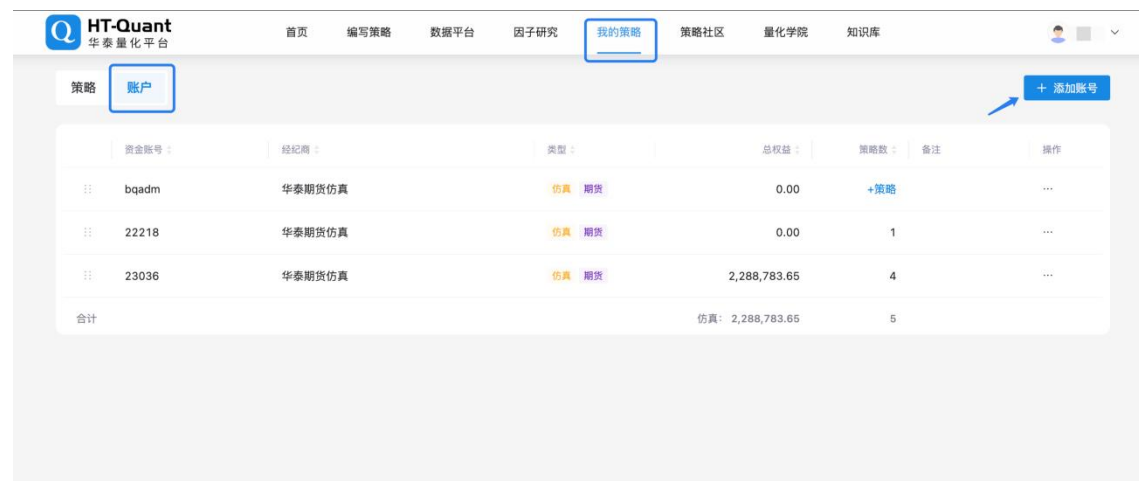 Q HT-Quant
华泰量化平台
首页 编写策略 数据平台 因子研究 我的策略 策略社区 量化学院 知识库
策略 账户 + 添加账号
资金账号 经纪商 类型 总权益 策略数 备注 操作
bqadm 华泰期货仿真 仿真 期货 0.00 +策略 ...
22218 华泰期货仿真 仿真 期货 0.00 1 ...
23036 华泰期货仿真 仿真 期货 2,288,783.65 4 ...
合计 仿真： 2,288,783.65 5